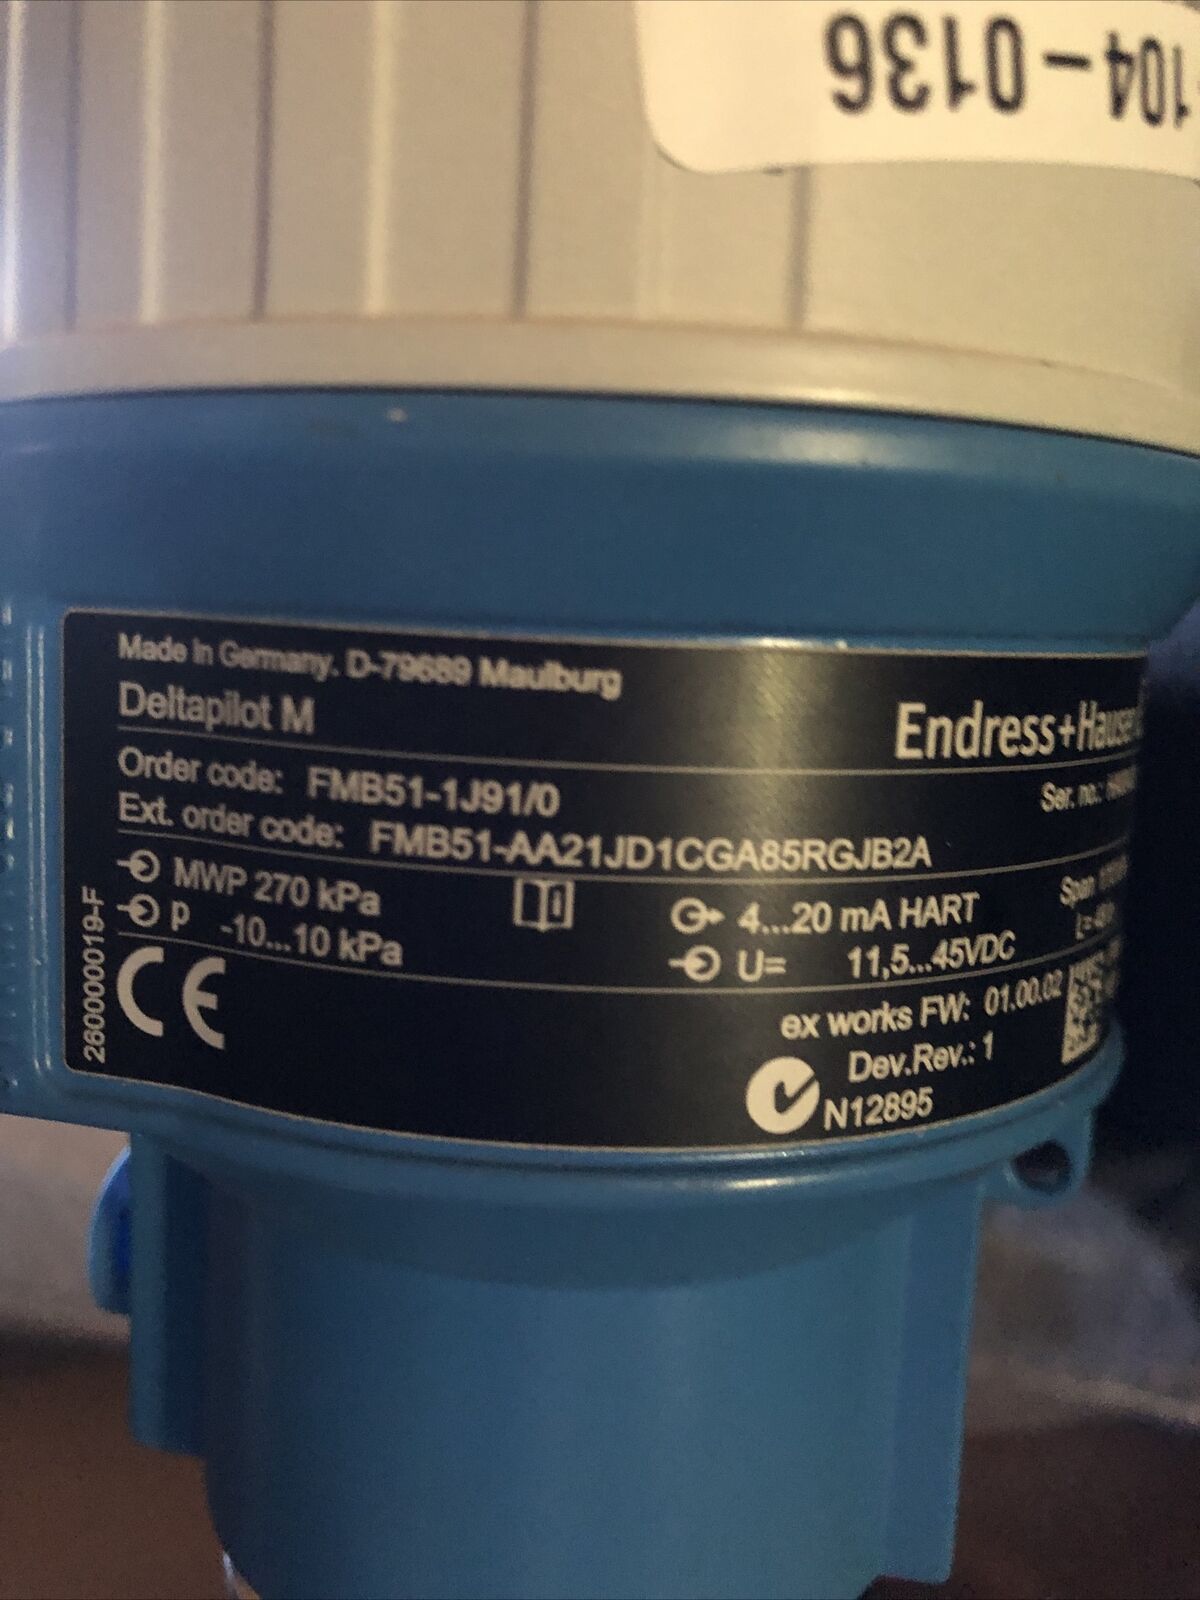 104-0136
Made in Germany. D-79689 Maulburg
Deltapilot M
Endress+Hauser
Order code: FMB51-1J91/0
Ser. no.:
Ext. order code: FMB51-AA21JD1CGA85RGJB2A
MWP 270 kPa
4...20 mA HART
Span
p -10...10 kPa
U= 11,5...45VDC
L=
CE
ex works FW: 01.00.02
Dev.Rev.: 1
N12895
260000019-F